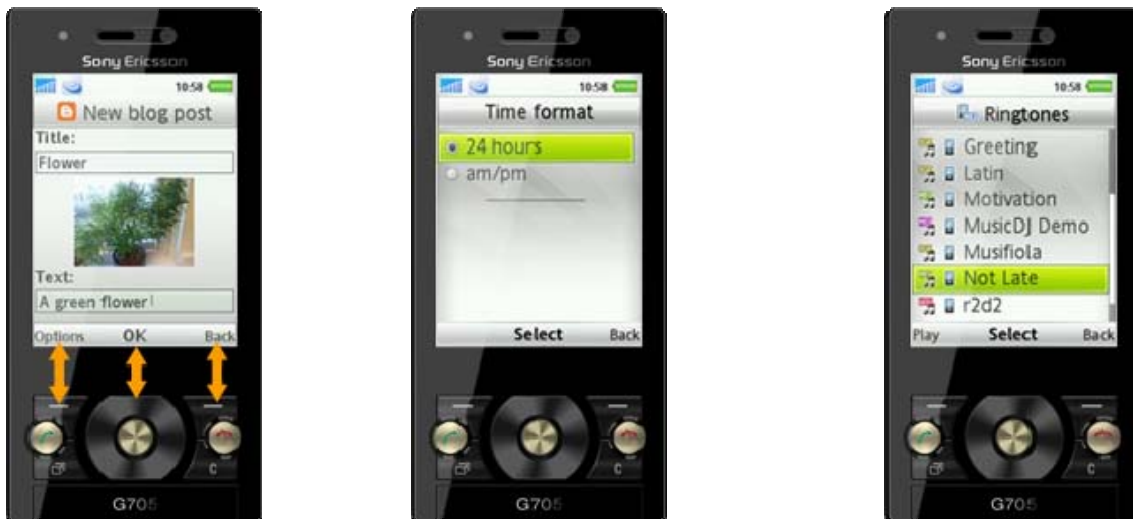 Sony Ericsson
10:58
New blog post
Title:
Flower
Text:
A green flower
Options OK Back
C
G705
Sony Ericsson
10:58
Time format
24 hours
am/pm
Select Back
C
G705
Sony Ericsson
10:58
Ringtones
Greeting
Latin
Motivation
MusicDJ Demo
Musifiola
Not Late
r2d2
Play Select Back
C
G705